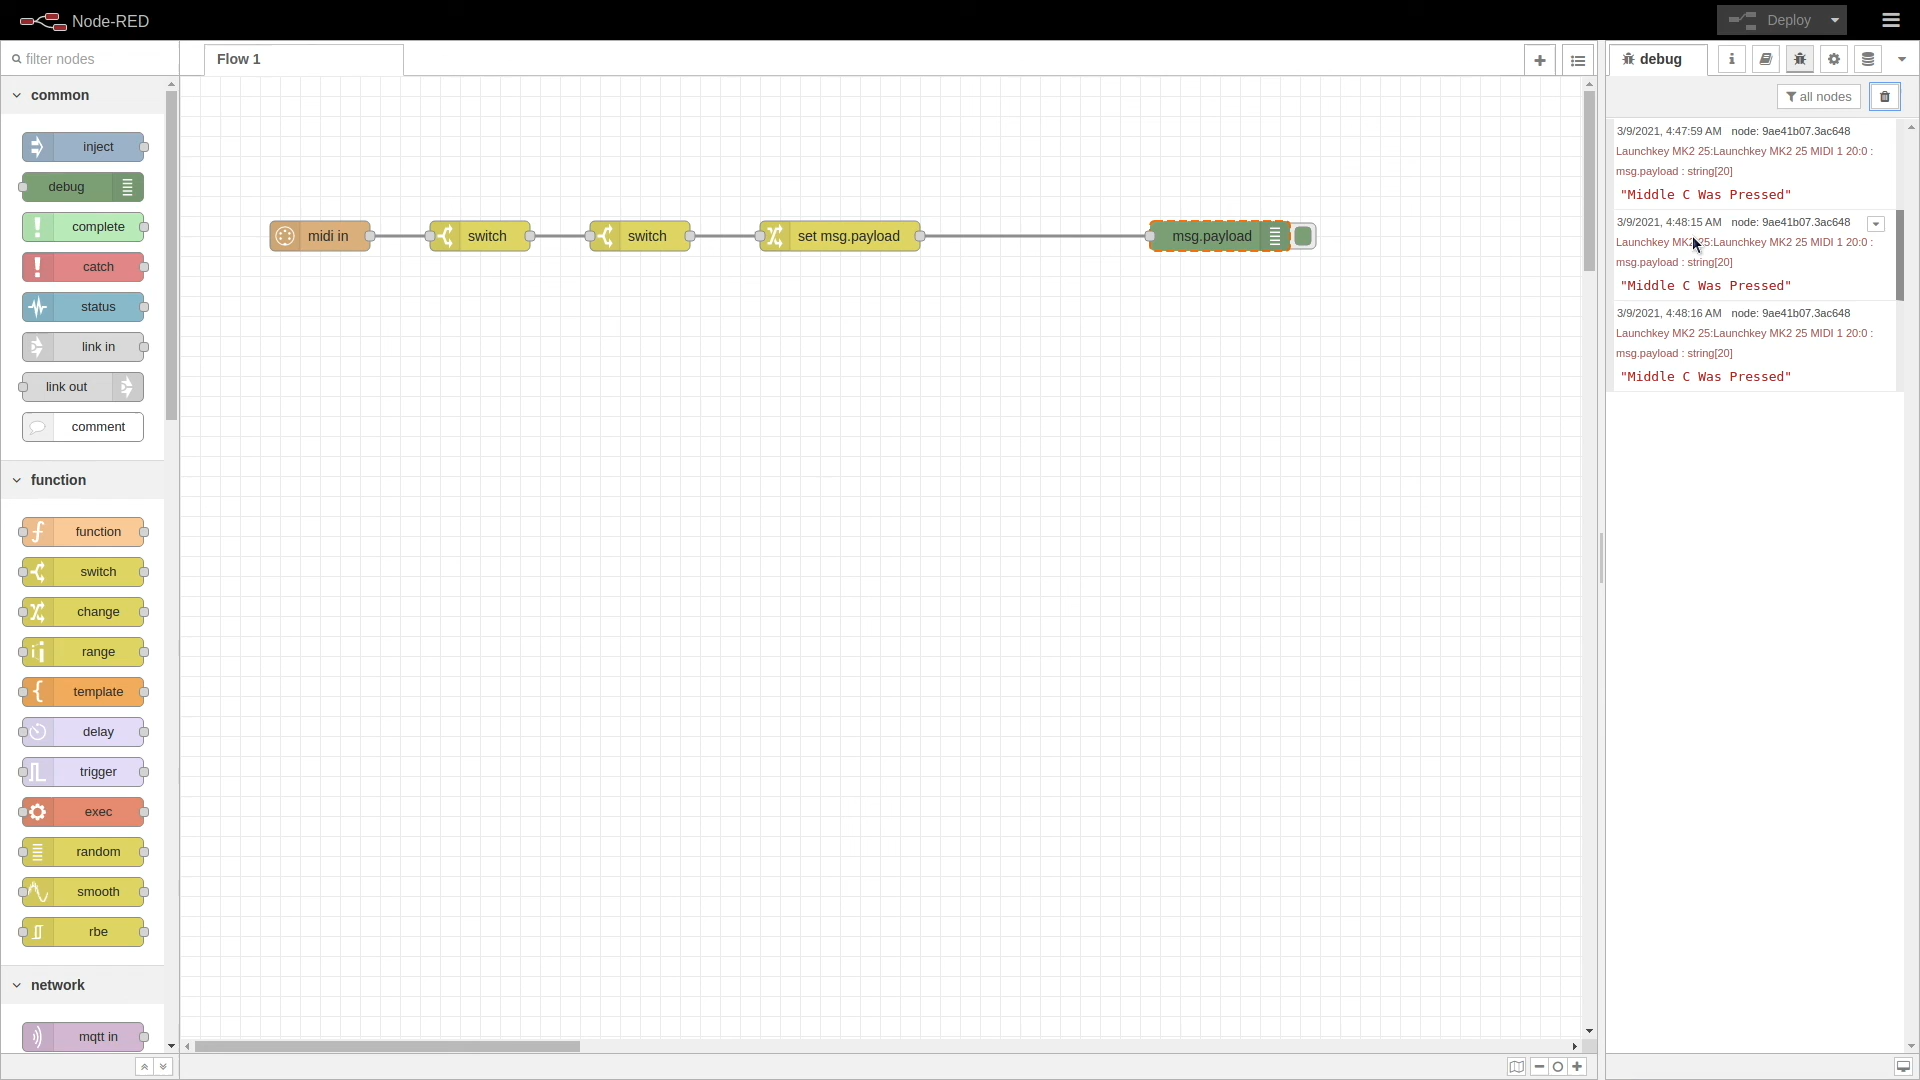 Node-RED
Deploy
filter nodes
Flow 1
debug
all nodes
common
inject
debug
complete
catch
status
link in
link out
comment
function
function
switch
change
range
template
delay
trigger
exec
random
smooth
rbe
network
mqtt in
midi in
switch
switch
set msg.payload
msg.payload
3/9/2021, 4:47:59 AM node: 9ae41b07.3ac648
Launchkey MK2 25:Launchkey MK2 25 MIDI 1 20:0 :
msg.payload : string[20]
"Middle C Was Pressed"
3/9/2021, 4:48:15 AM node: 9ae41b07.3ac648
Launchkey MK2 25:Launchkey MK2 25 MIDI 1 20:0 :
msg.payload : string[20]
"Middle C Was Pressed"
3/9/2021, 4:48:16 AM node: 9ae41b07.3ac648
Launchkey MK2 25:Launchkey MK2 25 MIDI 1 20:0 :
msg.payload : string[20]
"Middle C Was Pressed"